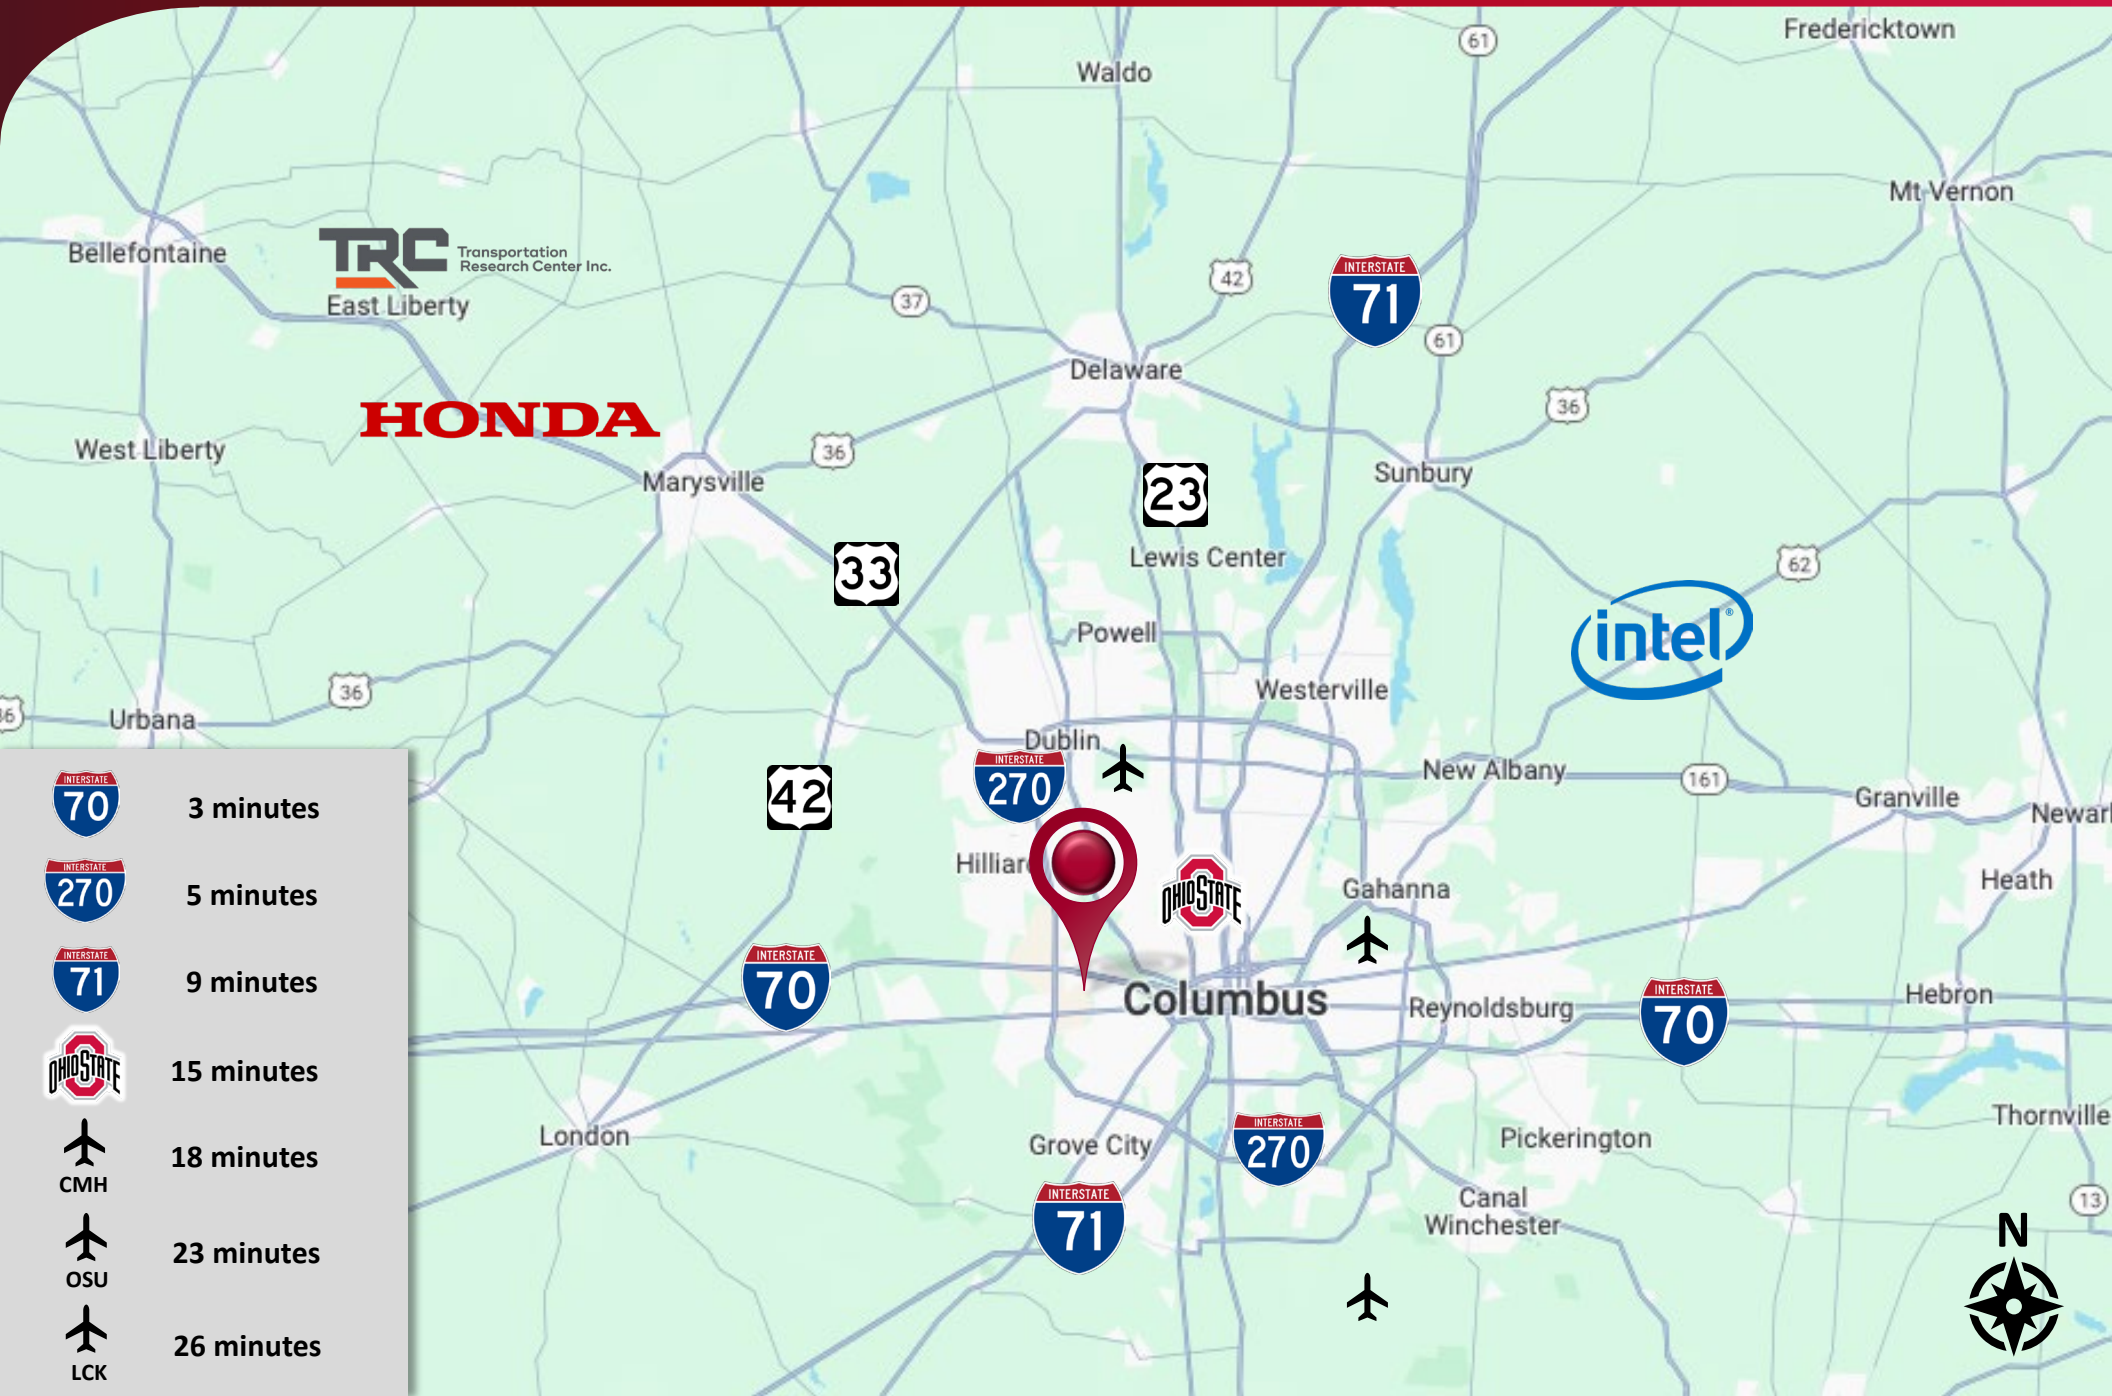 Fredericktown
61
Waldo
Mt Vernon
Bellefontaine
TRC Transportation
Research Center Inc.
East Liberty
INTERSTATE
71
42
37
61
Delaware
36
HONDA
West Liberty
36
Marysville
Sunbury
23
33
Lewis Center
62
intel®
Powell
36
Westerville
Urbana
Dublin
INTERSTATE
270
New Albany
161
42
Granville
Hilliar
OHIO STATE
Gahanna
Heath
INTERSTATE
70
Columbus
Reynoldsburg
INTERSTATE
70
Hebron
London
Grove City
INTERSTATE
270
Pickerington
Thornville
INTERSTATE
71
Canal
Winchester
13
N
INTERSTATE
70 3 minutes
INTERSTATE
270 5 minutes
INTERSTATE
71 9 minutes
OHIO STATE 15 minutes
18 minutes
CMH
23 minutes
OSU
26 minutes
LCK